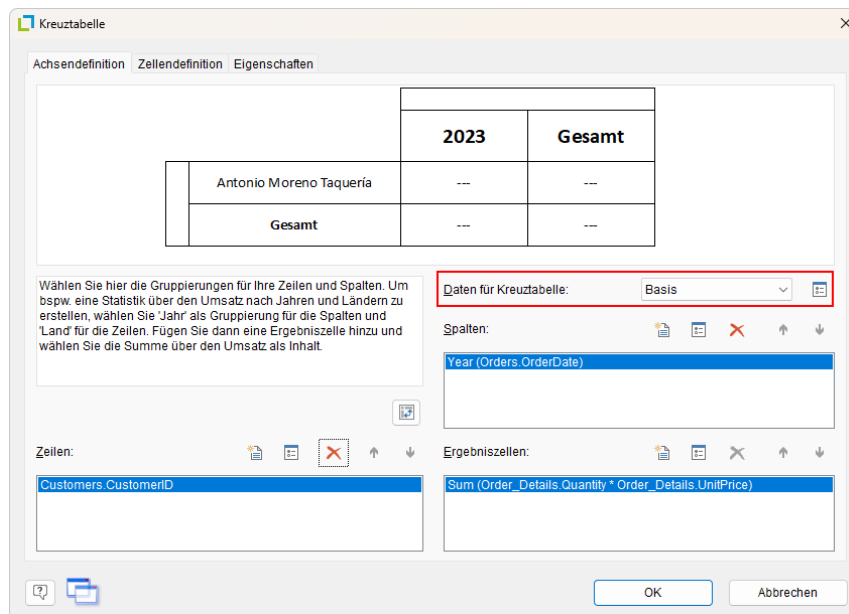 Kreuztabelle
Achsendefinition Zellendefinition Eigenschaften
2023 Gesamt
Antonio Moreno Taquería --- ---
Gesamt --- ---
Wählen Sie hier die Gruppierungen für Ihre Zeilen und Spalten. Um
bspw. eine Statistik über den Umsatz nach Jahren und Ländern zu
erstellen, wählen Sie 'Jahr' als Gruppierung für die Spalten und
'Land' für die Zeilen. Fügen Sie dann eine Ergebniszelle hinzu und
wählen Sie die Summe über den Umsatz als Inhalt.
Daten für Kreuztabelle: Basis
Spalten:
Year (Orders.OrderDate)
Zeilen:
Customers.CustomerID
Ergebniszellen:
Sum (Order_Details.Quantity * Order_Details.UnitPrice)
OK Abbrechen